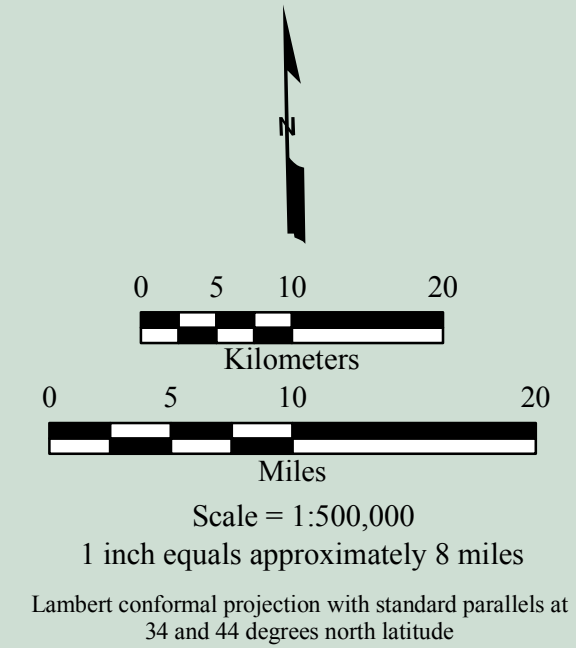 N
0 5 10 20
Kilometers
0 5 10 20
Miles
Scale = 1:500,000
1 inch equals approximately 8 miles
Lambert conformal projection with standard parallels at
34 and 44 degrees north latitude